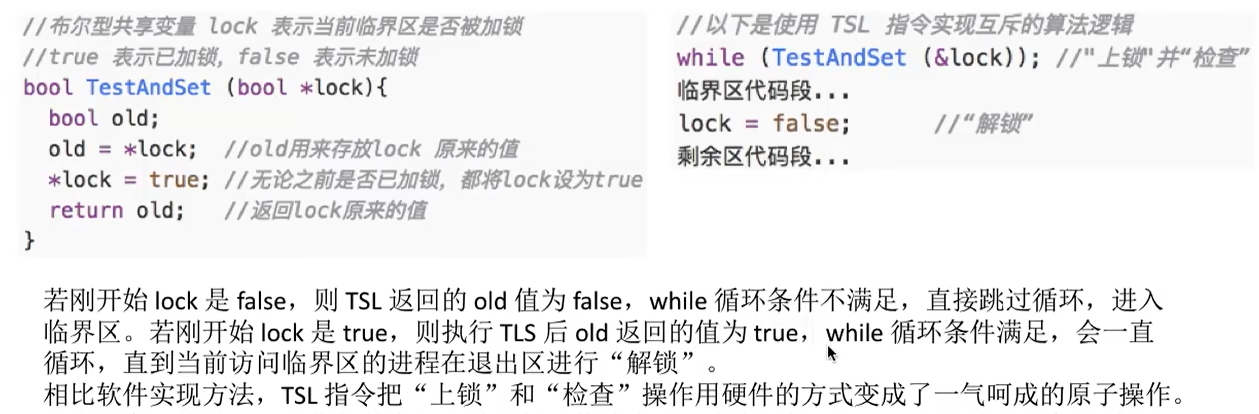 //布尔型共享变量 lock 表示当前临界区是否被加锁
//true 表示已加锁，false 表示未加锁
bool TestAndSet (bool *lock){
bool old;
old = *lock; //old用来存放lock 原来的值
*lock = true; //无论之前是否已加锁，都将lock设为true
return old; //返回lock原来的值
}
//以下是使用 TSL 指令实现互斥的算法逻辑
while (TestAndSet (&lock)); //"上锁"并“检查”
临界区代码段...
lock = false; //“解锁”
剩余区代码段...
若刚开始 lock 是 false，则 TSL 返回的 old 值为 false，while 循环条件不满足，直接跳过循环，进入
临界区。若刚开始 lock 是 true，则执行 TLS 后 old 返回的值为 true，while 循环条件满足，会一直
循环，直到当前访问临界区的进程在退出区进行“解锁”。
相比软件实现方法，TSL 指令把“上锁”和“检查”操作用硬件的方式变成了一气呵成的原子操作。